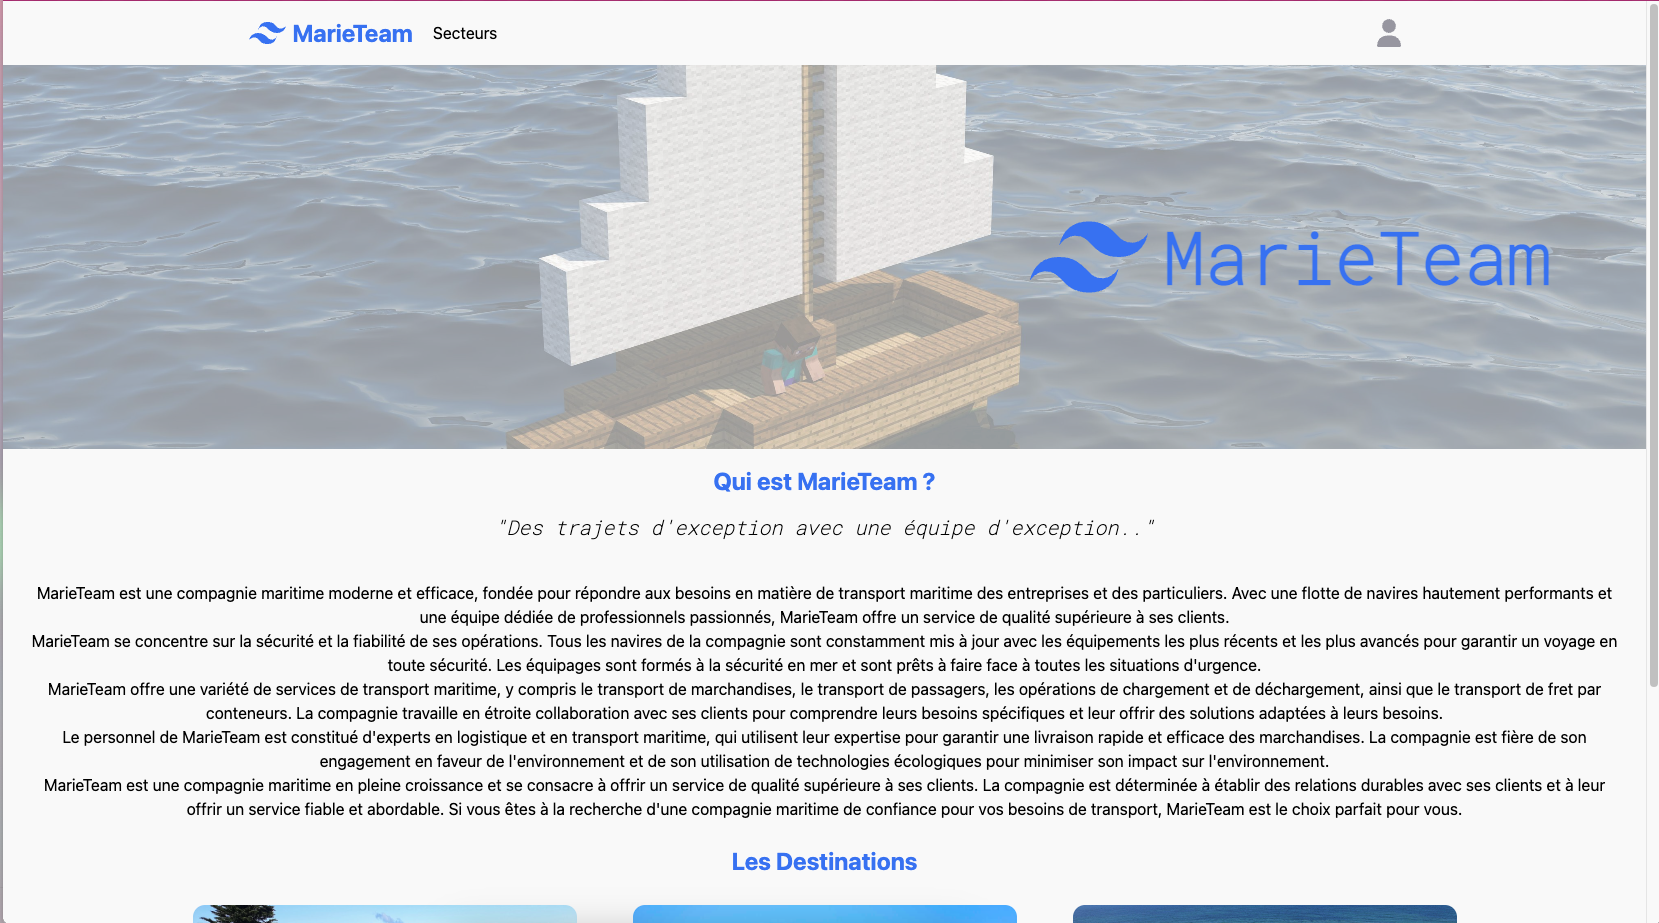 MarieTeam Secteurs
MarieTeam
Qui est MarieTeam ?
"Des trajets d'exception avec une équipe d'exception.."
MarieTeam est une compagnie maritime moderne et efficace, fondée pour répondre aux besoins en matière de transport maritime des entreprises et des particuliers. Avec une flotte de navires hautement performants et
une équipe dédiée de professionnels passionnés, MarieTeam offre un service de qualité supérieure à ses clients.
MarieTeam se concentre sur la sécurité et la fiabilité de ses opérations. Tous les navires de la compagnie sont constamment mis à jour avec les équipements les plus récents et les plus avancés pour garantir un voyage en
toute sécurité. Les équipages sont formés à la sécurité en mer et sont prêts à faire face à toutes les situations d'urgence.
MarieTeam offre une variété de services de transport maritime, y compris le transport de marchandises, le transport de passagers, les opérations de chargement et de déchargement, ainsi que le transport de fret par
conteneurs. La compagnie travaille en étroite collaboration avec ses clients pour comprendre leurs besoins spécifiques et leur offrir des solutions adaptées à leurs besoins.
Le personnel de MarieTeam est constitué d'experts en logistique et en transport maritime, qui utilisent leur expertise pour garantir une livraison rapide et efficace des marchandises. La compagnie est fière de son
engagement en faveur de l'environnement et de son utilisation de technologies écologiques pour minimiser son impact sur l'environnement.
MarieTeam est une compagnie maritime en pleine croissance et se consacre à offrir un service de qualité supérieure à ses clients. La compagnie est déterminée à établir des relations durables avec ses clients et à leur
offrir un service fiable et abordable. Si vous êtes à la recherche d'une compagnie maritime de confiance pour vos besoins de transport, MarieTeam est le choix parfait pour vous.
Les Destinations